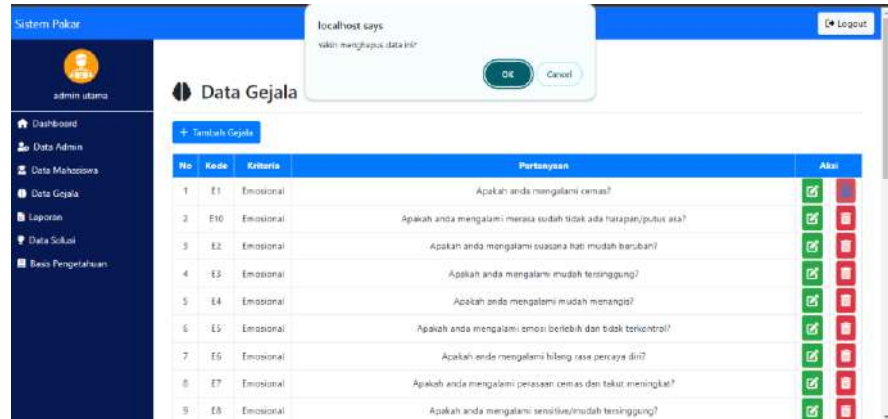 Sistem Pakar
localhost says
Yakin menghapus data ini?
OK Cancel
Logout
admin utama
Data Gejala
+ Tambah Gejala
Dashboard
Data Admin
Data Mahasiswa
Data Gejala
Laporan
Data Solusi
Basis Pengetahuan
No Kode Kriteria Pertanyaan Aksi
1 E1 Emosional Apakah anda mengalami cemas?
2 E10 Emosional Apakah anda mengalami merasa sudah tidak ada harapan/putus asa?
3 E2 Emosional Apakah anda mengalami suasana hati mudah berubah?
4 E3 Emosional Apakah anda mengalami mudah tersinggung?
5 E4 Emosional Apakah anda mengalami mudah menangis?
6 E5 Emosional Apakah anda mengalami emosi berlebih dan tidak terkontrol?
7 E6 Emosional Apakah anda mengalami hilang rasa percaya diri?
8 E7 Emosional Apakah anda mengalami perasaan cemas dan takut meningkat?
9 E8 Emosional Apakah anda mengalami sensitive/mudah tersinggung?